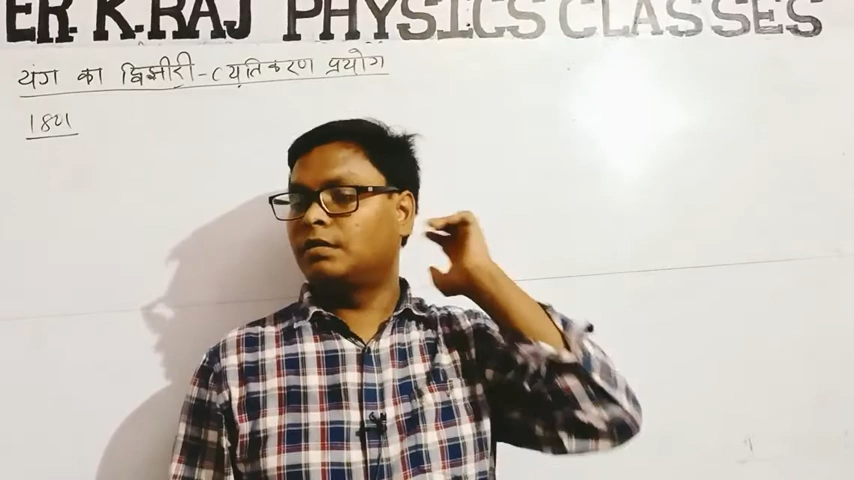 ER. K.RAJ PHYSICS CLASSES
यंग का द्विझीरी - व्यतिकरण प्रयोग
1801